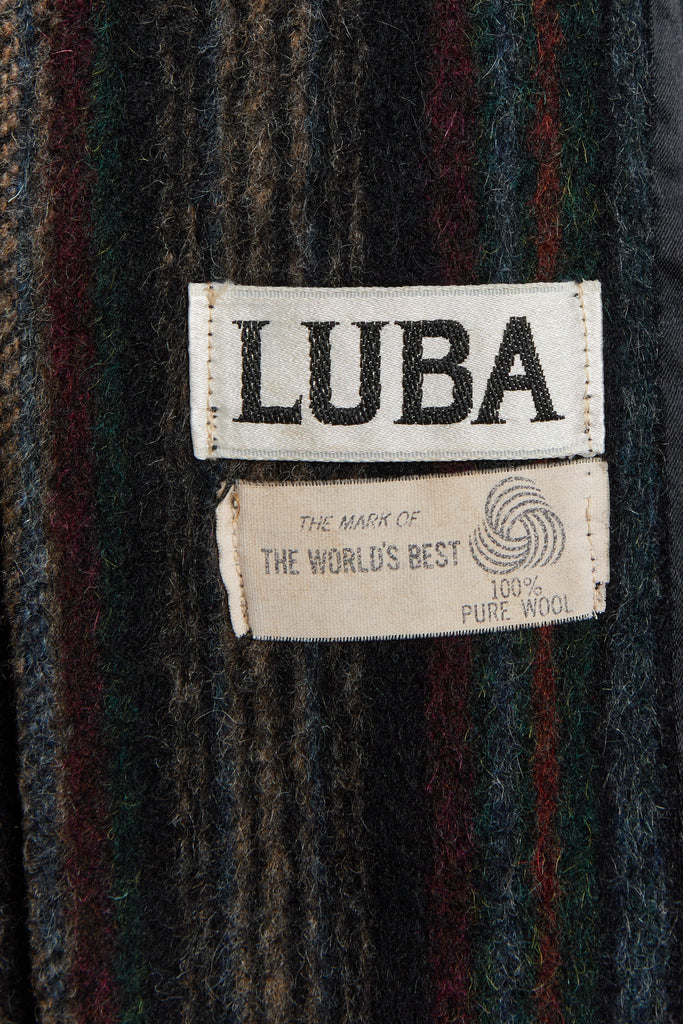 LUBA
THE MARK OF
THE WORLD'S BEST
100%
PURE WOOL